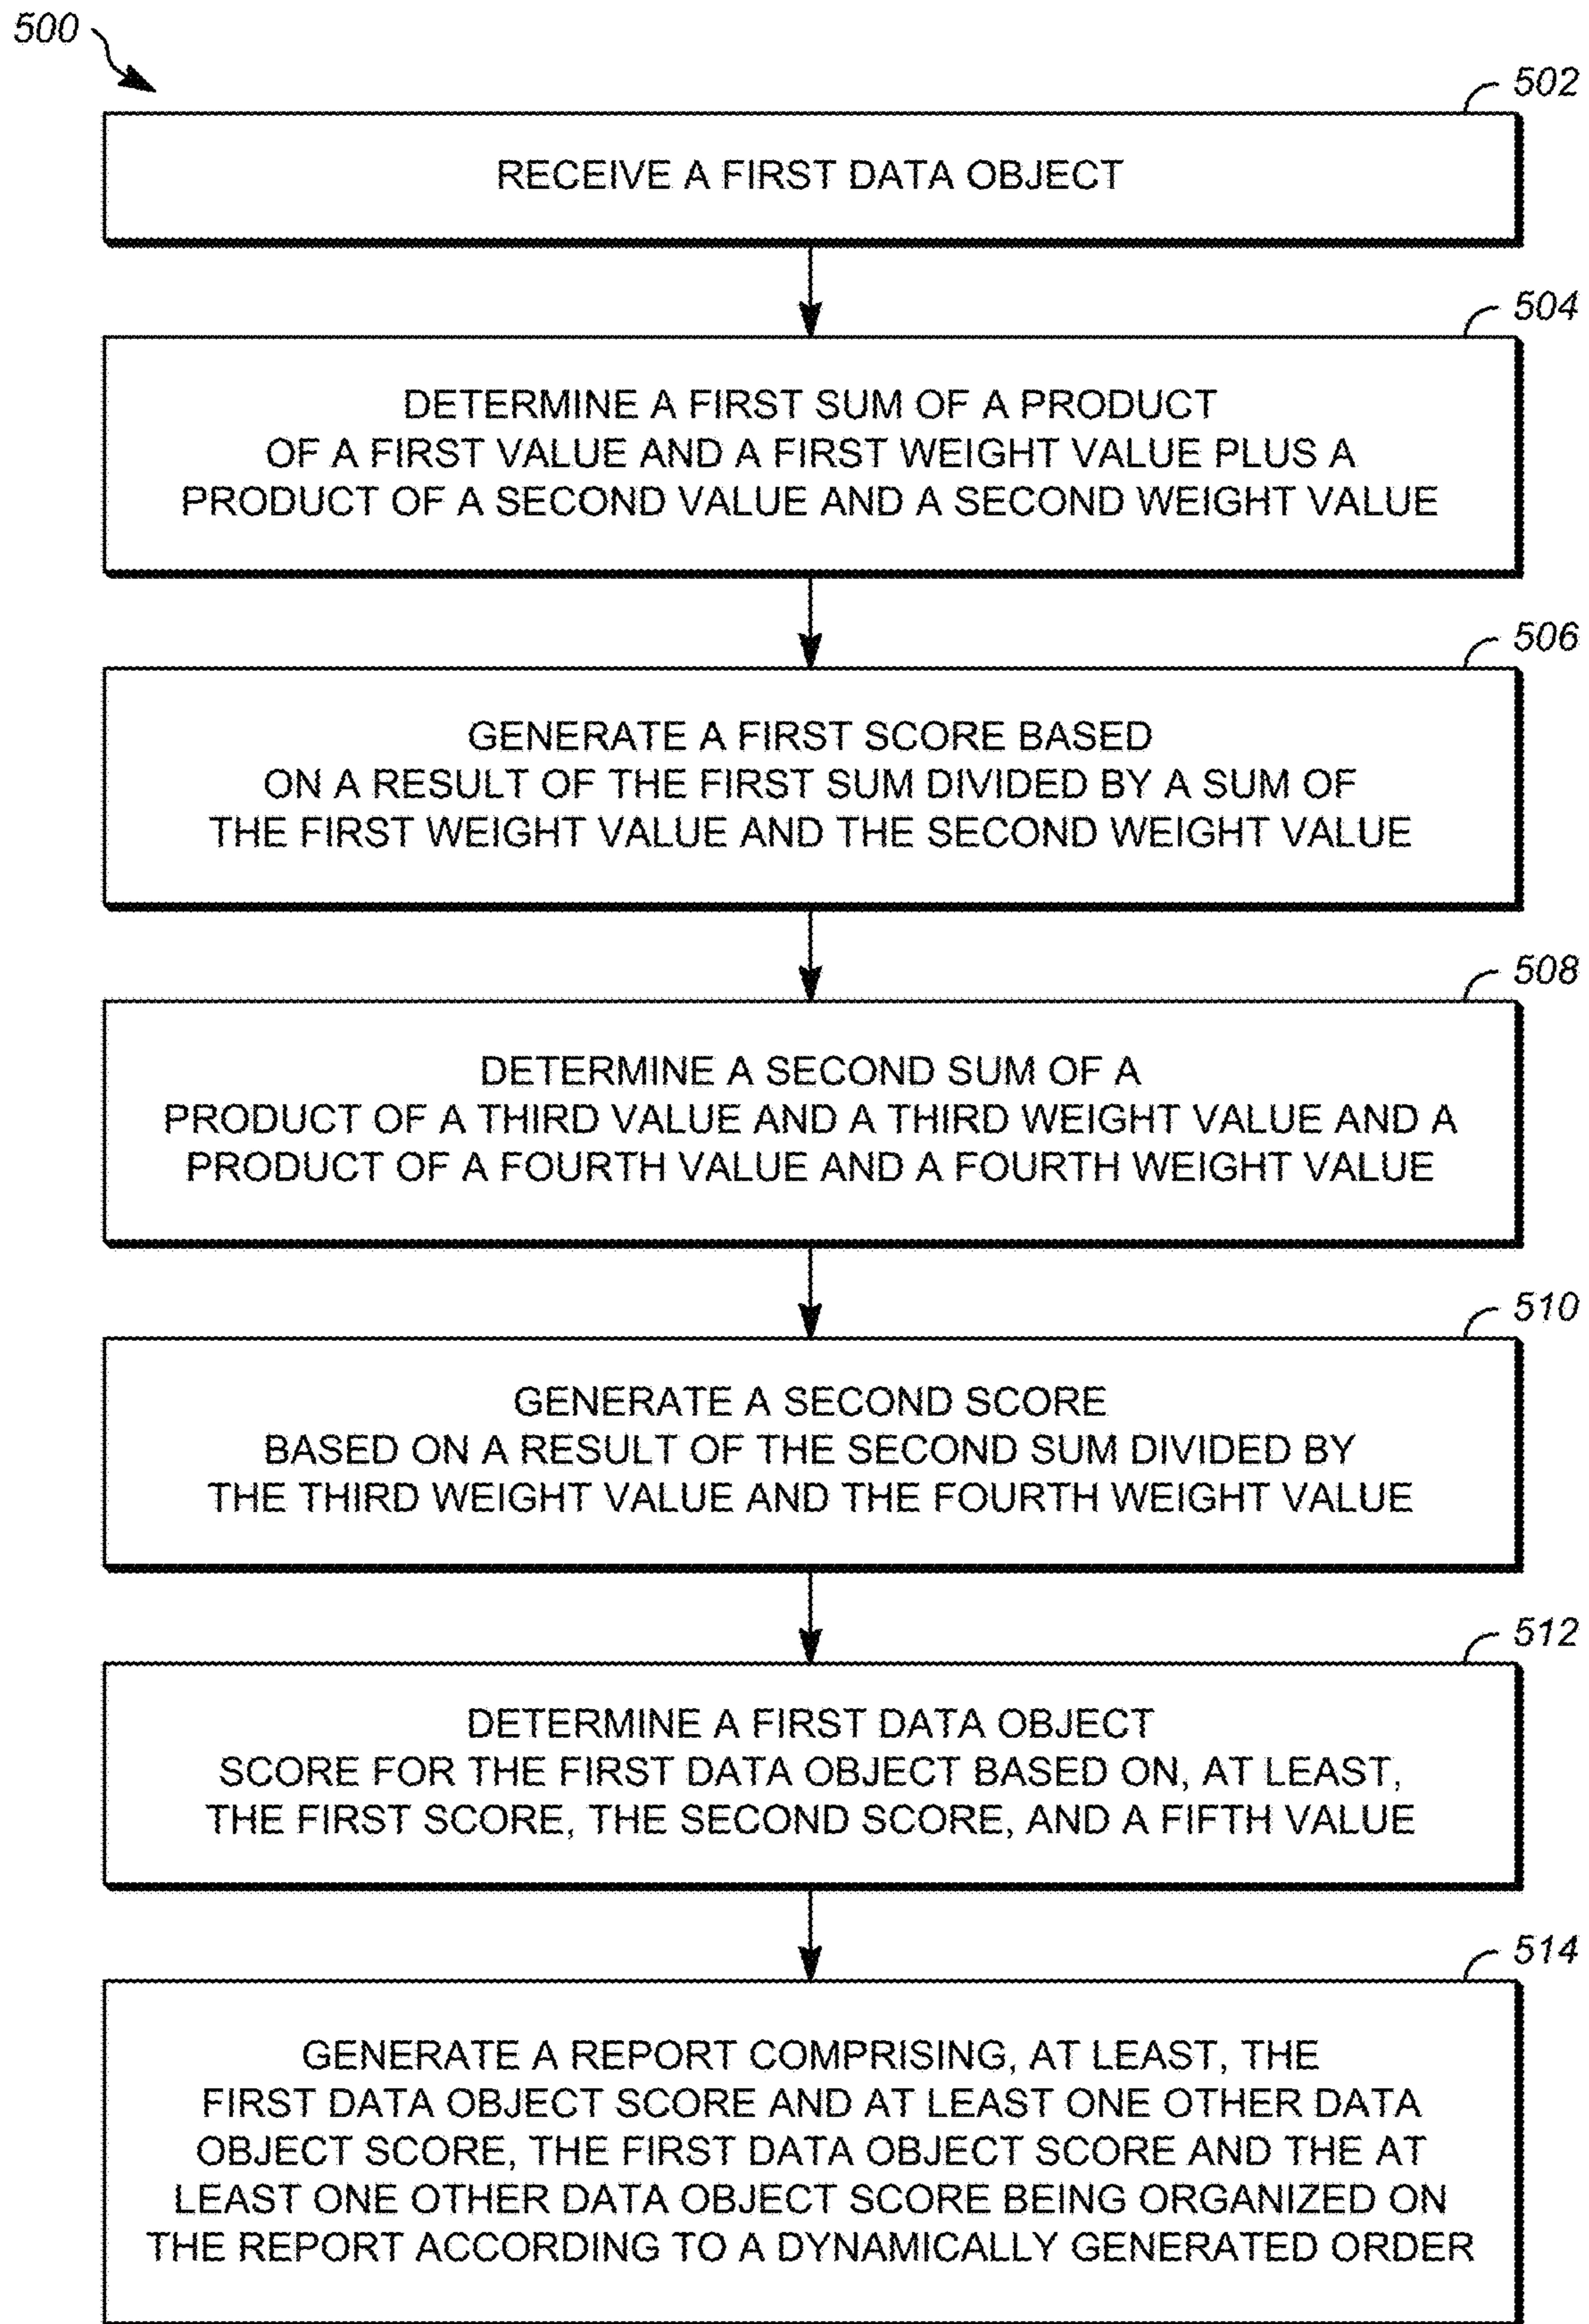 500
502
RECEIVE A FIRST DATA OBJECT
504
DETERMINE A FIRST SUM OF A PRODUCT
OF A FIRST VALUE AND A FIRST WEIGHT VALUE PLUS A
PRODUCT OF A SECOND VALUE AND A SECOND WEIGHT VALUE
506
GENERATE A FIRST SCORE BASED
ON A RESULT OF THE FIRST SUM DIVIDED BY A SUM OF
THE FIRST WEIGHT VALUE AND THE SECOND WEIGHT VALUE
508
DETERMINE A SECOND SUM OF A
PRODUCT OF A THIRD VALUE AND A THIRD WEIGHT VALUE AND A
PRODUCT OF A FOURTH VALUE AND A FOURTH WEIGHT VALUE
510
GENERATE A SECOND SCORE
BASED ON A RESULT OF THE SECOND SUM DIVIDED BY
THE THIRD WEIGHT VALUE AND THE FOURTH WEIGHT VALUE
512
DETERMINE A FIRST DATA OBJECT
SCORE FOR THE FIRST DATA OBJECT BASED ON, AT LEAST,
THE FIRST SCORE, THE SECOND SCORE, AND A FIFTH VALUE
514
GENERATE A REPORT COMPRISING, AT LEAST, THE
FIRST DATA OBJECT SCORE AND AT LEAST ONE OTHER DATA
OBJECT SCORE, THE FIRST DATA OBJECT SCORE AND THE AT
LEAST ONE OTHER DATA OBJECT SCORE BEING ORGANIZED ON
THE REPORT ACCORDING TO A DYNAMICALLY GENERATED ORDER